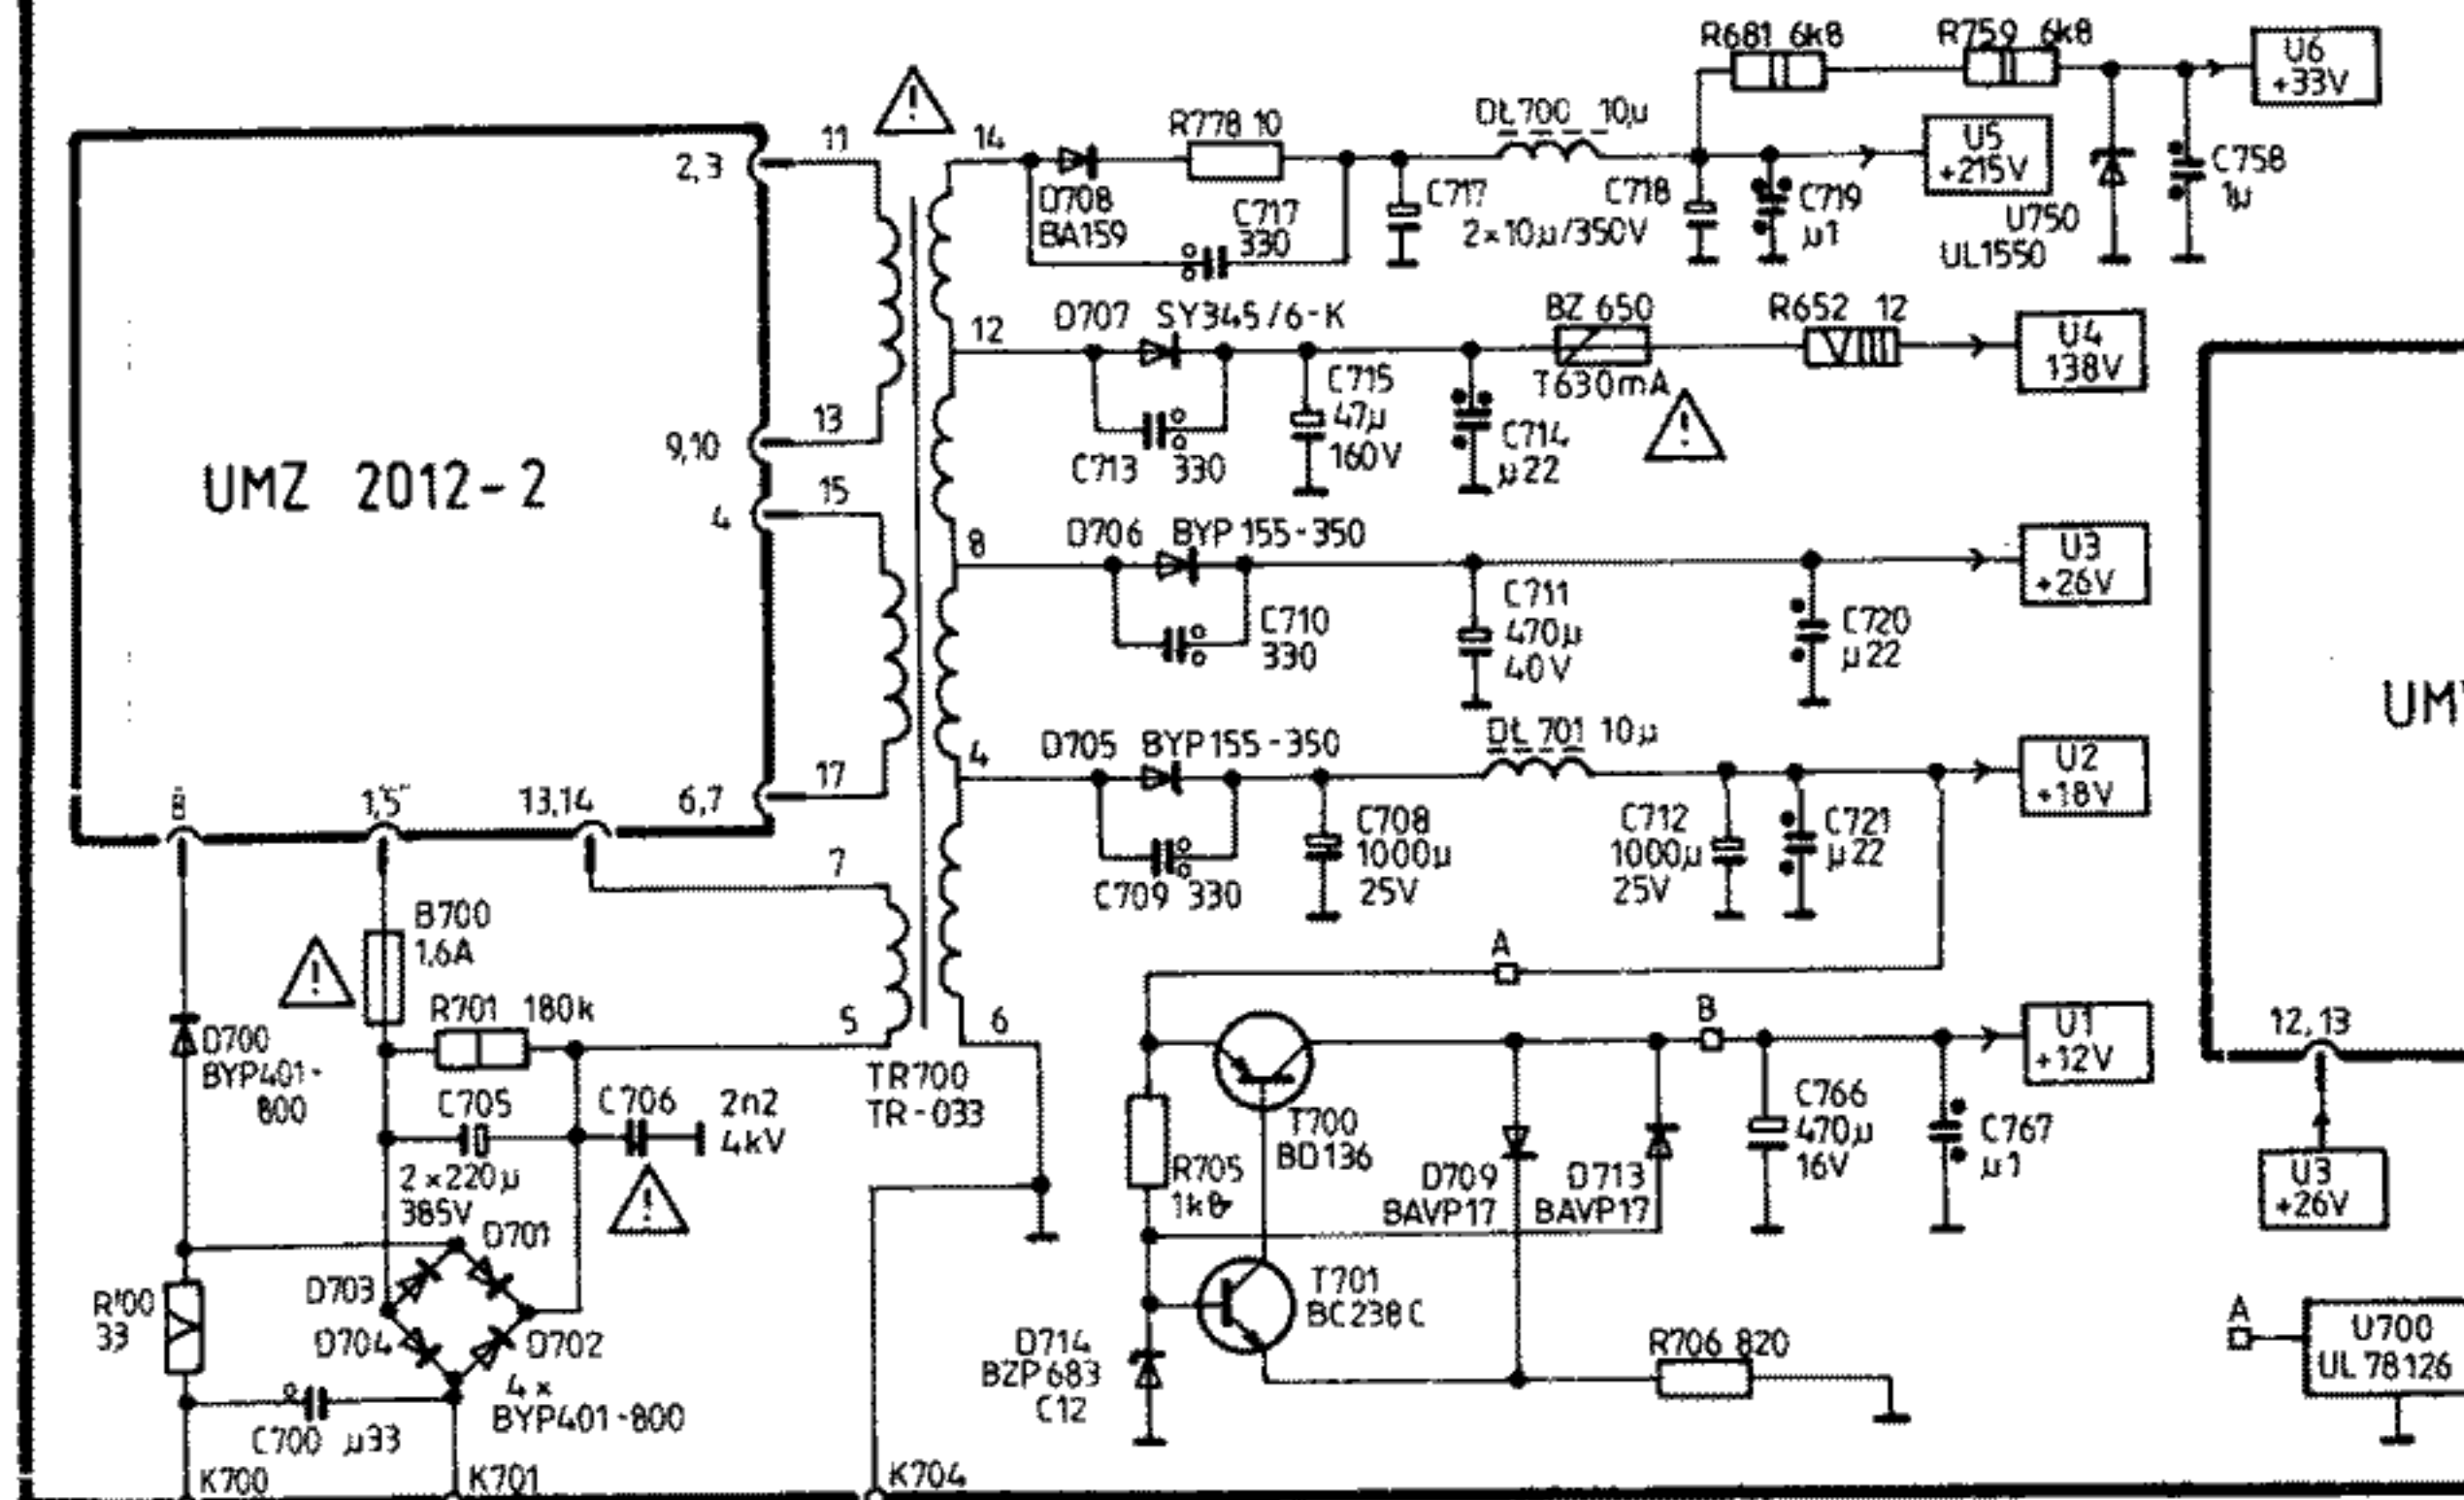 R681 6k8
R759 6k8
U6
+33V
!
11
14
R778 10
DŁ700 10µ
U5
+215V
2,3
D708
BA159
C717
330
C717
2×10µ/350V
C718
C719
µ1
U750
UL1550
C758
1µ
12
D707 SY345/6-K
BZ 650
T630mA
R652 12
U4
138V
C713 330
C715
47µ
160V
C714
µ22
!
13
9,10
UMZ 2012-2
15
4
8
D706 BYP155-350
U3
+26V
C710
330
C711
470µ
40V
C720
µ22
4
D705 BYP155-350
DŁ701 10µ
U2
+18V
17
8
1,5
13,14
6,7
7
C709 330
C708
1000µ
25V
C712
1000µ
25V
C721
µ22
B700
1,6A
!
A
R701 180k
5
6
B
U1
+12V
12,13
D700
BYP401-
800
TR700
TR-033
C705
2×220µ
385V
C706
2n2
4kV
!
R705
1k8
T700
BD136
D709
BAVP17
D713
BAVP17
C766
470µ
16V
C767
µ1
U3
+26V
D701
D703
D704
D702
33
4×
BYP401-800
C700 µ33
T701
BC238C
D714
BZP683
C12
R706 820
A
U700
UL78126
K700
K701
K704